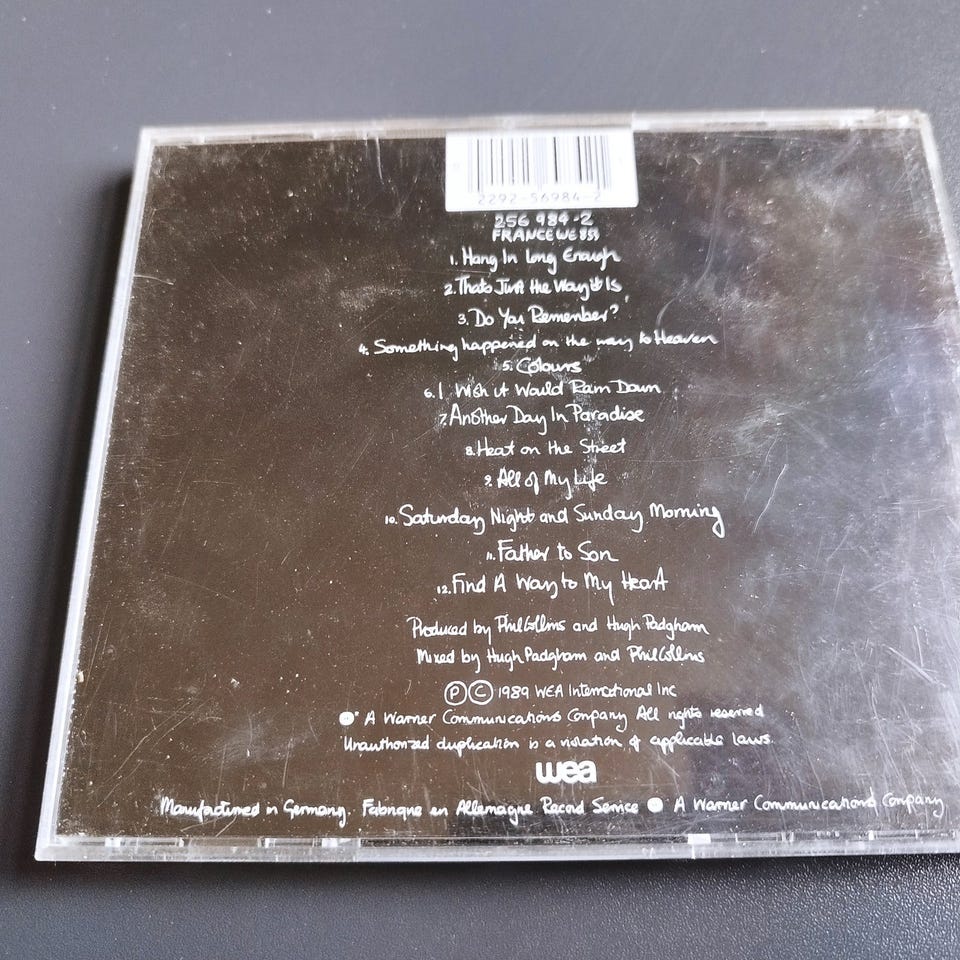 2292-56984-2
256 984-2
FRANCE WE 859
1. Hang In Long Enough
2. Thats Just the Way It Is
3. Do You Remember?
4. Something happened on the way to Heaven
5. Colours
6. I Wish it Would Rain Down
7. Another Day In Paradise
8. Heat on the Street
9. All of My Life
10. Saturday Night and Sunday Morning
11. Father to Son
12. Find A Way to My Heart
Produced by Phil Collins and Hugh Padgham
Mixed by Hugh Padgham and Phil Collins
Ⓟ © 1989 WEA International Inc
A Warner Communications Company All rights reserved
Unauthorized duplication is a violation of applicable laws.
wea
Manufactured in Germany. Fabrique en Allemagne Record Service A Warner Communications Company